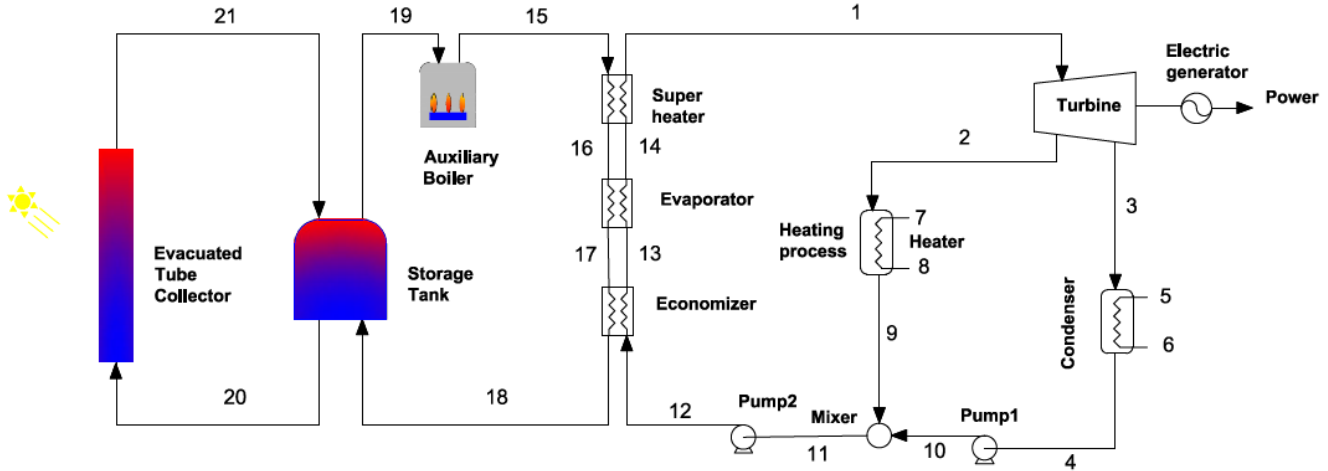 21
19
15
1
Electric
generator
Power
Turbine
Super
heater
16
14
2
Auxiliary
Boiler
Evaporator
3
7
Heating
process
Heater
8
Evacuated
Tube
Collector
Storage
Tank
17
13
Economizer
Condenser
5
6
9
20
18
12
Pump2
Mixer
Pump1
11
10
4